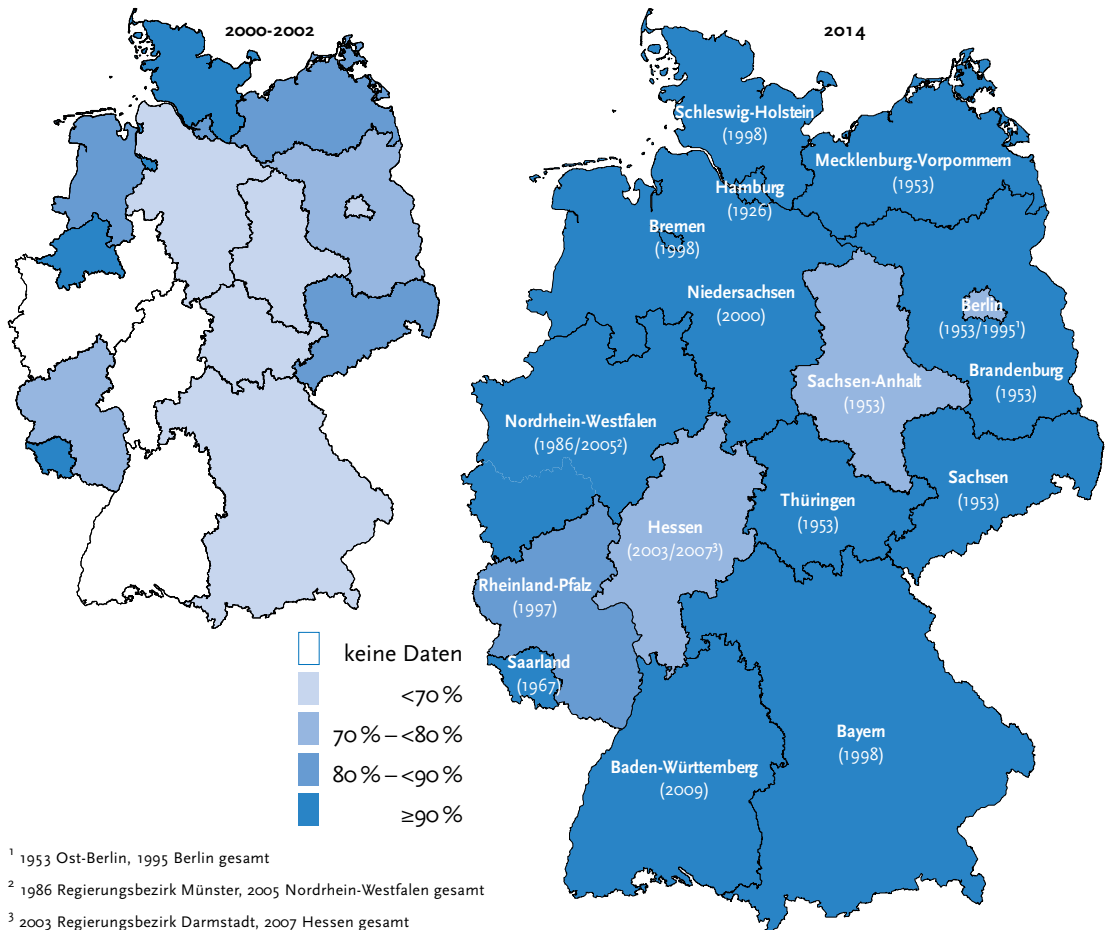 2000-2002
2014
Schleswig-Holstein
(1998)
Mecklenburg-Vorpommern
(1953)
Hamburg
(1926)
Bremen
(1998)
Niedersachsen
(2000)
Berlin
(1953/1995¹)
Brandenburg
(1953)
Sachsen-Anhalt
(1953)
Nordrhein-Westfalen
(1986/2005²)
Sachsen
(1953)
Thüringen
(1953)
Hessen
(2003/2007³)
Rheinland-Pfalz
(1997)
Saarland
(1967)
Bayern
(1998)
Baden-Württemberg
(2009)
keine Daten
<70 %
70 % – <80 %
80 % – <90 %
≥90 %
¹ 1953 Ost-Berlin, 1995 Berlin gesamt
² 1986 Regierungsbezirk Münster, 2005 Nordrhein-Westfalen gesamt
³ 2003 Regierungsbezirk Darmstadt, 2007 Hessen gesamt